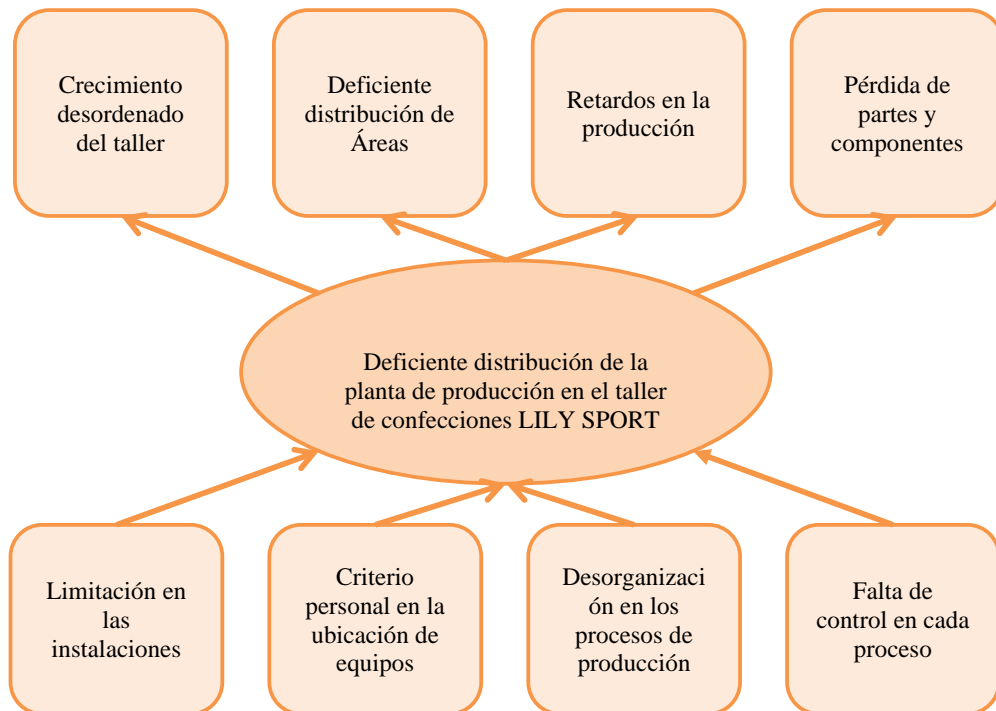 Crecimiento
desordenado
del taller
Deficiente
distribución de
Áreas
Retardos en la
producción
Pérdida de
partes y
componentes
Deficiente distribución de la
planta de producción en el taller
de confecciones LILY SPORT
Limitación en
las
instalaciones
Criterio
personal en la
ubicación de
equipos
Desorganizaci
ón en los
procesos de
producción
Falta de
control en cada
proceso